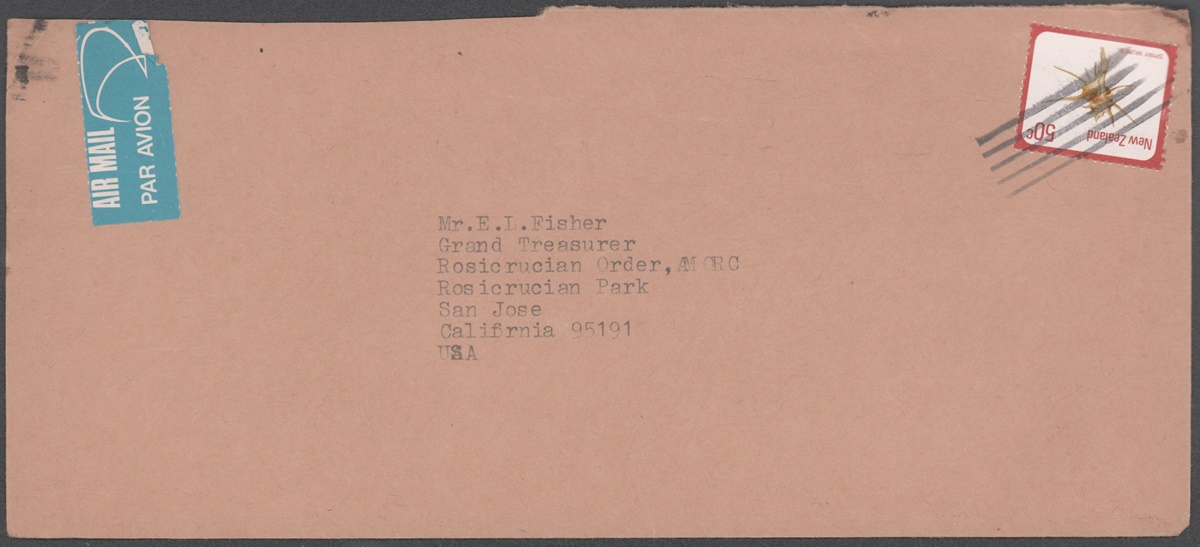 AIR MAIL
PAR AVION
New Zealand
50c
Mr.E.L.Fisher
Grand Treasurer
Rosicrucian Order, AMORC
Rosicrucian Park
San Jose
Califirnia 95191
USA